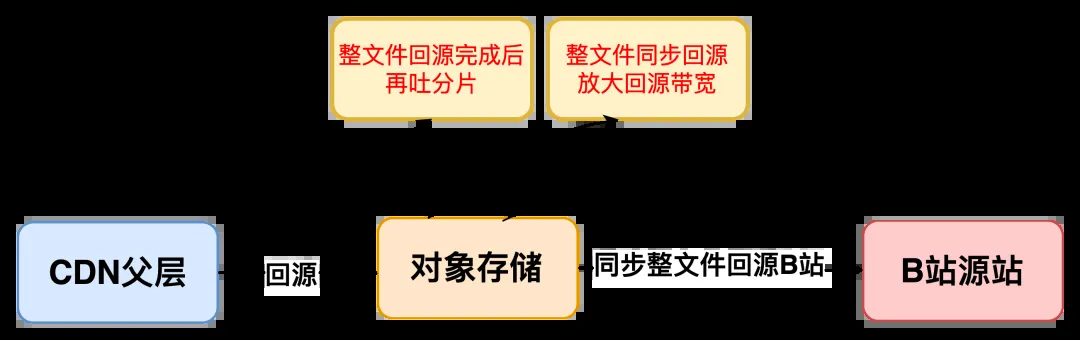 整文件回源完成后
再吐分片
整文件同步回源
放大回源带宽
CDN父层
回源
对象存储
同步整文件回源B站
B站源站